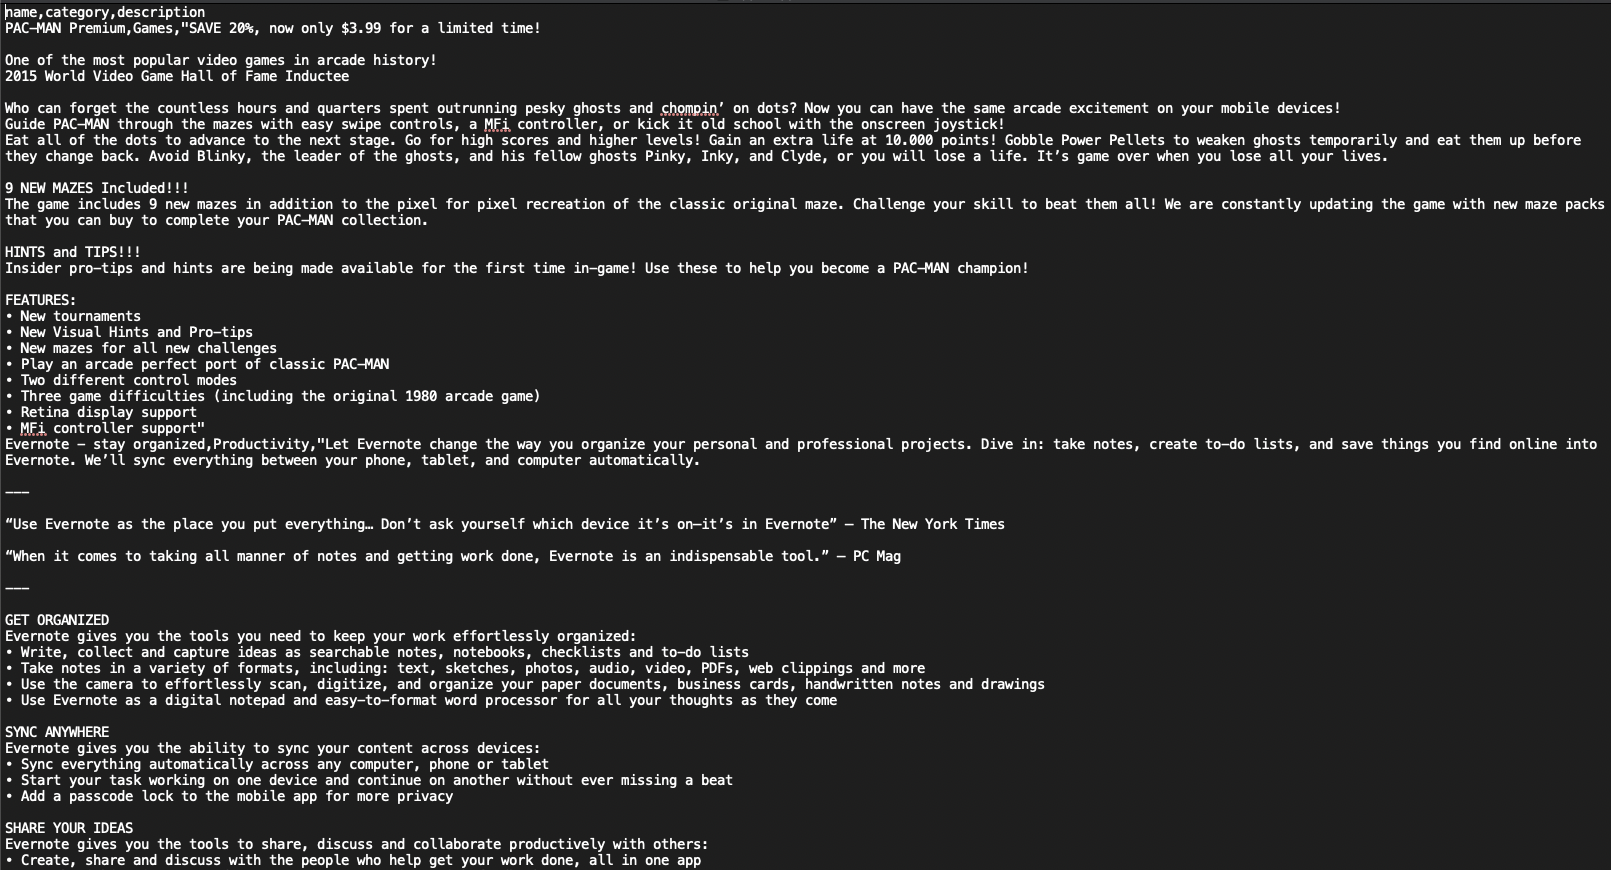 name,category,description
PAC-MAN Premium,Games,"SAVE 20%, now only $3.99 for a limited time!
One of the most popular video games in arcade history!
2015 World Video Game Hall of Fame Inductee
Who can forget the countless hours and quarters spent outrunning pesky ghosts and chompin’ on dots? Now you can have the same arcade excitement on your mobile devices!
Guide PAC-MAN through the mazes with easy swipe controls, a MFi controller, or kick it old school with the onscreen joystick!
Eat all of the dots to advance to the next stage. Go for high scores and higher levels! Gain an extra life at 10.000 points! Gobble Power Pellets to weaken ghosts temporarily and eat them up before
they change back. Avoid Blinky, the leader of the ghosts, and his fellow ghosts Pinky, Inky, and Clyde, or you will lose a life. It’s game over when you lose all your lives.
9 NEW MAZES Included!!!
The game includes 9 new mazes in addition to the pixel for pixel recreation of the classic original maze. Challenge your skill to beat them all! We are constantly updating the game with new maze packs
that you can buy to complete your PAC-MAN collection.
HINTS and TIPS!!!
Insider pro-tips and hints are being made available for the first time in-game! Use these to help you become a PAC-MAN champion!
FEATURES:
• New tournaments
• New Visual Hints and Pro-tips
• New mazes for all new challenges
• Play an arcade perfect port of classic PAC-MAN
• Two different control modes
• Three game difficulties (including the original 1980 arcade game)
• Retina display support
• MFi controller support"
Evernote - stay organized,Productivity,"Let Evernote change the way you organize your personal and professional projects. Dive in: take notes, create to-do lists, and save things you find online into
Evernote. We’ll sync everything between your phone, tablet, and computer automatically.
---
“Use Evernote as the place you put everything… Don’t ask yourself which device it’s on—it’s in Evernote” – The New York Times
“When it comes to taking all manner of notes and getting work done, Evernote is an indispensable tool.” – PC Mag
---
GET ORGANIZED
Evernote gives you the tools you need to keep your work effortlessly organized:
• Write, collect and capture ideas as searchable notes, notebooks, checklists and to-do lists
• Take notes in a variety of formats, including: text, sketches, photos, audio, video, PDFs, web clippings and more
• Use the camera to effortlessly scan, digitize, and organize your paper documents, business cards, handwritten notes and drawings
• Use Evernote as a digital notepad and easy-to-format word processor for all your thoughts as they come
SYNC ANYWHERE
Evernote gives you the ability to sync your content across devices:
• Sync everything automatically across any computer, phone or tablet
• Start your task working on one device and continue on another without ever missing a beat
• Add a passcode lock to the mobile app for more privacy
SHARE YOUR IDEAS
Evernote gives you the tools to share, discuss and collaborate productively with others:
• Create, share and discuss with the people who help get your work done, all in one app